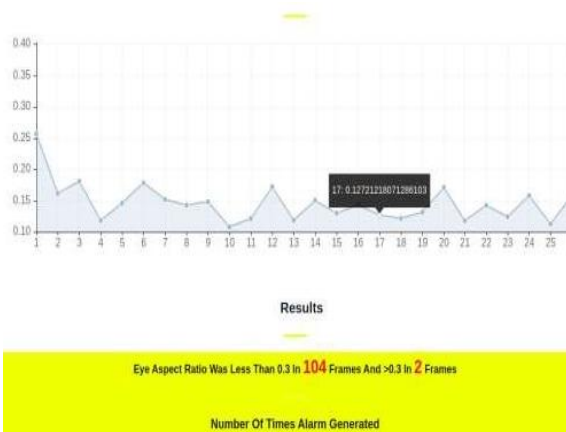 0.40
0.35
0.30
0.25
0.20
0.15
0.10
17: 0.12721218071286103
1 2 3 4 5 6 7 8 9 10 11 12 13 14 15 16 17 18 19 20 21 22 23 24 25
Results
Eye Aspect Ratio Was Less Than 0.3 In 104 Frames And >0.3 In 2 Frames
Number Of Times Alarm Generated